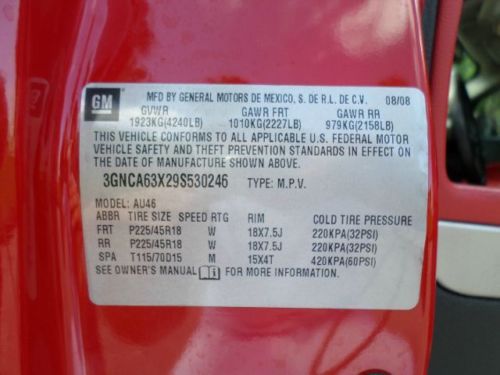 GM
MFD BY GENERAL MOTORS DE MEXICO, S. DE R.L. DE C.V. 08/08
GVWR GAWR FRT GAWR RR
1923KG(4240LB) 1010KG(2227LB) 979KG(2158LB)
THIS VEHICLE CONFORMS TO ALL APPLICABLE U.S. FEDERAL MOTOR
VEHICLE SAFETY AND THEFT PREVENTION STANDARDS IN EFFECT ON
THE DATE OF MANUFACTURE SHOWN ABOVE.
3GNCA63X29S530246 TYPE: M.P.V.
MODEL: AU46
ABBR TIRE SIZE SPEED RTG RIM COLD TIRE PRESSURE
FRT P225/45R18 W 18X7.5J 220KPA(32PSI)
RR P225/45R18 W 18X7.5J 220KPA(32PSI)
SPA T115/70D15 M 15X4T 420KPA(60PSI)
SEE OWNER'S MANUAL FOR MORE INFORMATION.